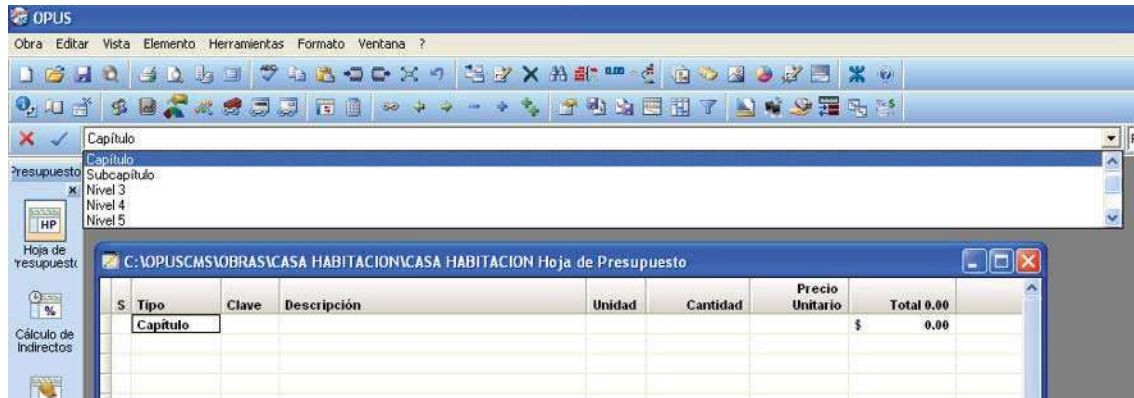 OPUS
Obra Editar Vista Elemento Herramientas Formato Ventana ?
Capítulo
Capítulo
Subcapítulo
Nivel 3
Nivel 4
Nivel 5
Presupuesto
HP
Hoja de
Presupuesto
%
Cálculo de
Indirectos
C:\OPUSCMS\OBRAS\CASA HABITACION\CASA HABITACION Hoja de Presupuesto
S Tipo Clave Descripción Unidad Cantidad Precio Unitario Total 0.00
Capítulo $ 0.00